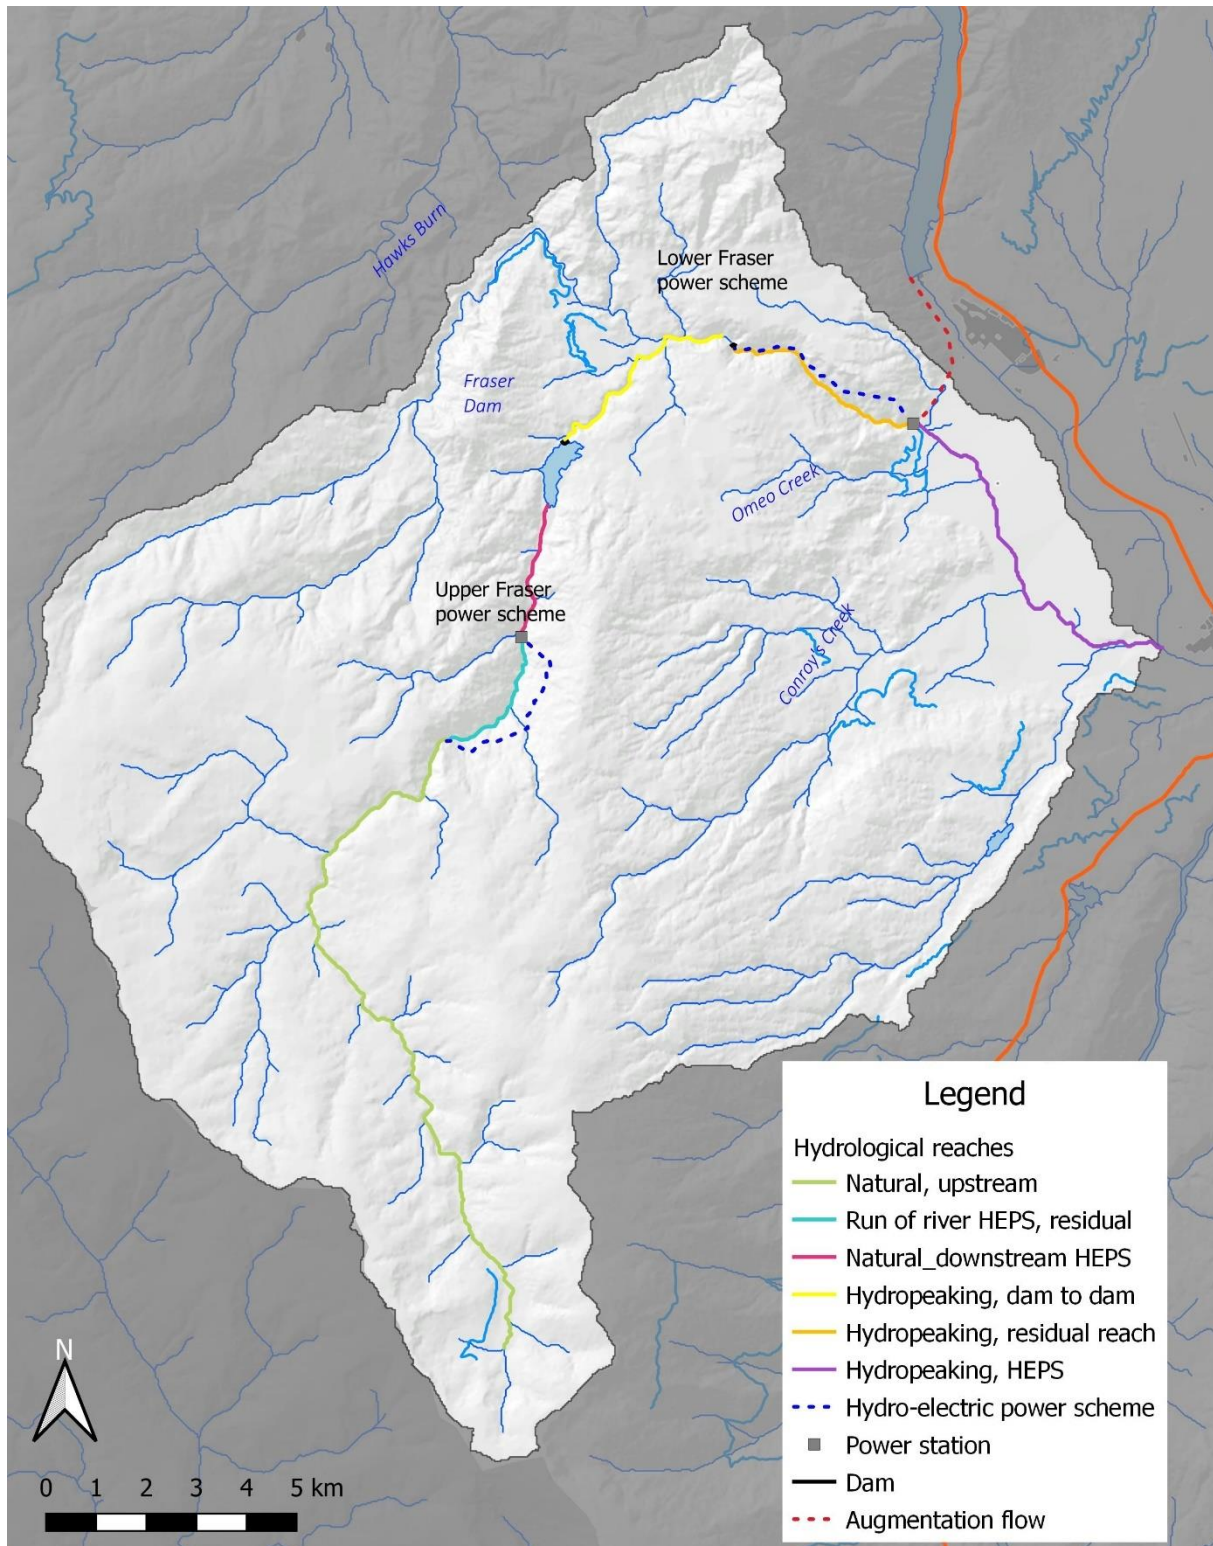 Hawks Burn
Lower Fraser
power scheme
Fraser
Dam
Omeo Creek
Upper Fraser
power scheme
Conroy's Creek
Legend
Hydrological reaches
Natural, upstream
Run of river HEPS, residual
Natural_downstream HEPS
Hydropeaking, dam to dam
Hydropeaking, residual reach
Hydropeaking, HEPS
Hydro-electric power scheme
Power station
Dam
Augmentation flow
N
0 1 2 3 4 5 km